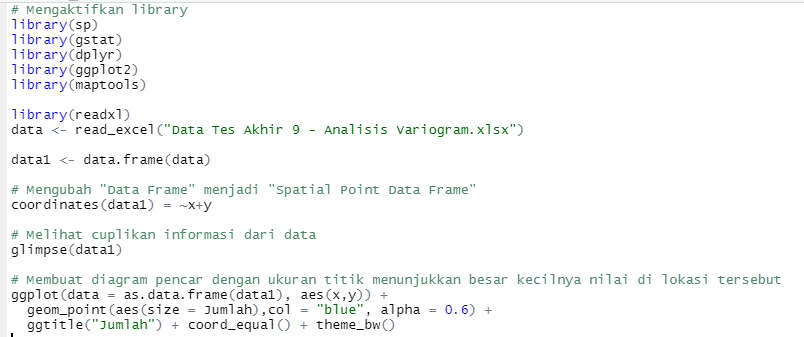 # Mengaktifkan library
library(sp)
library(gstat)
library(dplyr)
library(ggplot2)
library(maptools)
library(readxl)
data <- read_excel("Data Tes Akhir 9 - Analisis Variogram.xlsx")
data1 <- data.frame(data)
# Mengubah "Data Frame" menjadi "Spatial Point Data Frame"
coordinates(data1) = ~x+y
# Melihat cuplikan informasi dari data
glimpse(data1)
# Membuat diagram pencar dengan ukuran titik menunjukkan besar kecilnya nilai di lokasi tersebut
ggplot(data = as.data.frame(data1), aes(x,y)) +
  geom_point(aes(size = Jumlah),col = "blue", alpha = 0.6) +
  ggtitle("Jumlah") + coord_equal() + theme_bw()